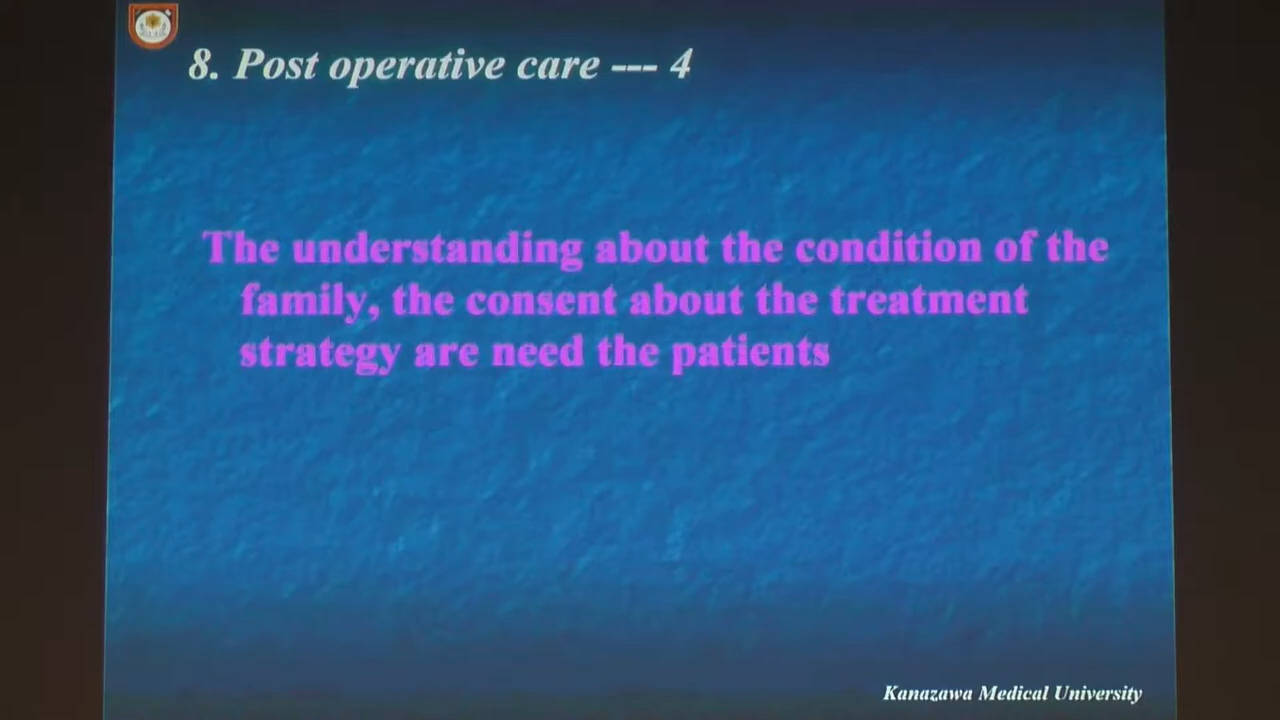 8. Post operative care --- 4
The understanding about the condition of the
family, the consent about the treatment
strategy are need the patients
Kanazawa Medical University